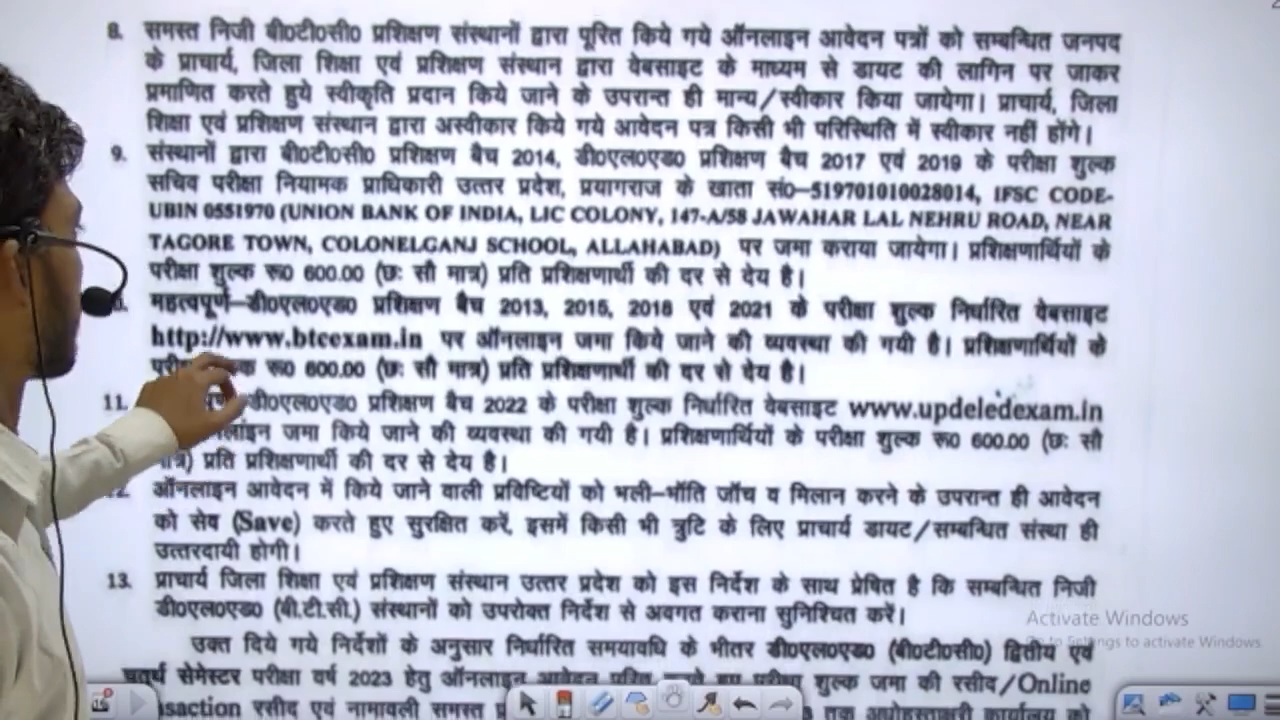 8. समस्त निजी बी0टी0सी0 प्रशिक्षण संस्थानों द्वारा पूरित किये गये ऑनलाइन आवेदन पत्रों को सम्बन्धित जनपद
के प्राचार्य, जिला शिक्षा एवं प्रशिक्षण संस्थान द्वारा वेबसाइट के माध्यम से डायट की लागिन पर जाकर
प्रमाणित करते हुये स्वीकृति प्रदान किये जाने के उपरान्त ही मान्य/स्वीकार किया जायेगा। प्राचार्य, जिला
शिक्षा एवं प्रशिक्षण संस्थान द्वारा अस्वीकार किये गये आवेदन पत्र किसी भी परिस्थिति में स्वीकार नहीं होंगे।
9. संस्थानों द्वारा बी0टी0सी0 प्रशिक्षण बैच 2014, डी0एल0एड0 प्रशिक्षण बैच 2017 एवं 2019 के परीक्षा शुल्क
सचिव परीक्षा नियामक प्राधिकारी उत्तर प्रदेश, प्रयागराज के खाता सं0–519701010028014, IFSC CODE-
UBIN 0551970 (UNION BANK OF INDIA, LIC COLONY, 147-A/58 JAWAHAR LAL NEHRU ROAD, NEAR
TAGORE TOWN, COLONELGANJ SCHOOL, ALLAHABAD) पर जमा कराया जायेगा। प्रशिक्षणार्थियों के
परीक्षा शुल्क रू0 600.00 (छः सौ मात्र) प्रति प्रशिक्षणार्थी की दर से देय है।
महत्वपूर्ण–डी0एल0एड0 प्रशिक्षण बैच 2013, 2015, 2018 एवं 2021 के परीक्षा शुल्क निर्धारित वेबसाइट
http://www.btcexam.in पर ऑनलाइन जमा किये जाने की व्यवस्था की गयी है। प्रशिक्षणार्थियों के
रू0 600.00 (छः सौ मात्र) प्रति प्रशिक्षणार्थी की दर से देय है।
11. डी0एल0एड0 प्रशिक्षण बैच 2022 के परीक्षा शुल्क निर्धारित वेबसाइट www.updeledexam.in
जमा किये जाने की व्यवस्था की गयी है। प्रशिक्षणार्थियों के परीक्षा शुल्क रू0 600.00 (छः सौ
प्रति प्रशिक्षणार्थी की दर से देय है।
ऑनलाइन आवेदन में किये जाने वाली प्रविष्टियों को भली–भॉति जॉच व मिलान करने के उपरान्त ही आवेदन
को सेव (Save) करते हुए सुरक्षित करें, इसमें किसी भी त्रुटि के लिए प्राचार्य डायट/सम्बन्धित संस्था ही
उत्तरदायी होगी।
13. प्राचार्य जिला शिक्षा एवं प्रशिक्षण संस्थान उत्तर प्रदेश को इस निर्देश के साथ प्रेषित है कि सम्बन्धित निजी
डी0एल0एड0 (बी.टी.सी.) संस्थानों को उपरोक्त निर्देश से अवगत कराना सुनिश्चित करें।
उक्त दिये गये निर्देशों के अनुसार निर्धारित समयावधि के भीतर डी0एल0एड0 (बी0टी0सी0) द्वितीय एवं
चतुर्थ सेमेस्टर परीक्षा वर्ष 2023 हेतु ऑनलाइन आवेदन परीक्षा शुल्क जमा की रसीद/Online
रसीद एवं नामावली समस्त
Activate Windows
Go to Settings to activate Windows.